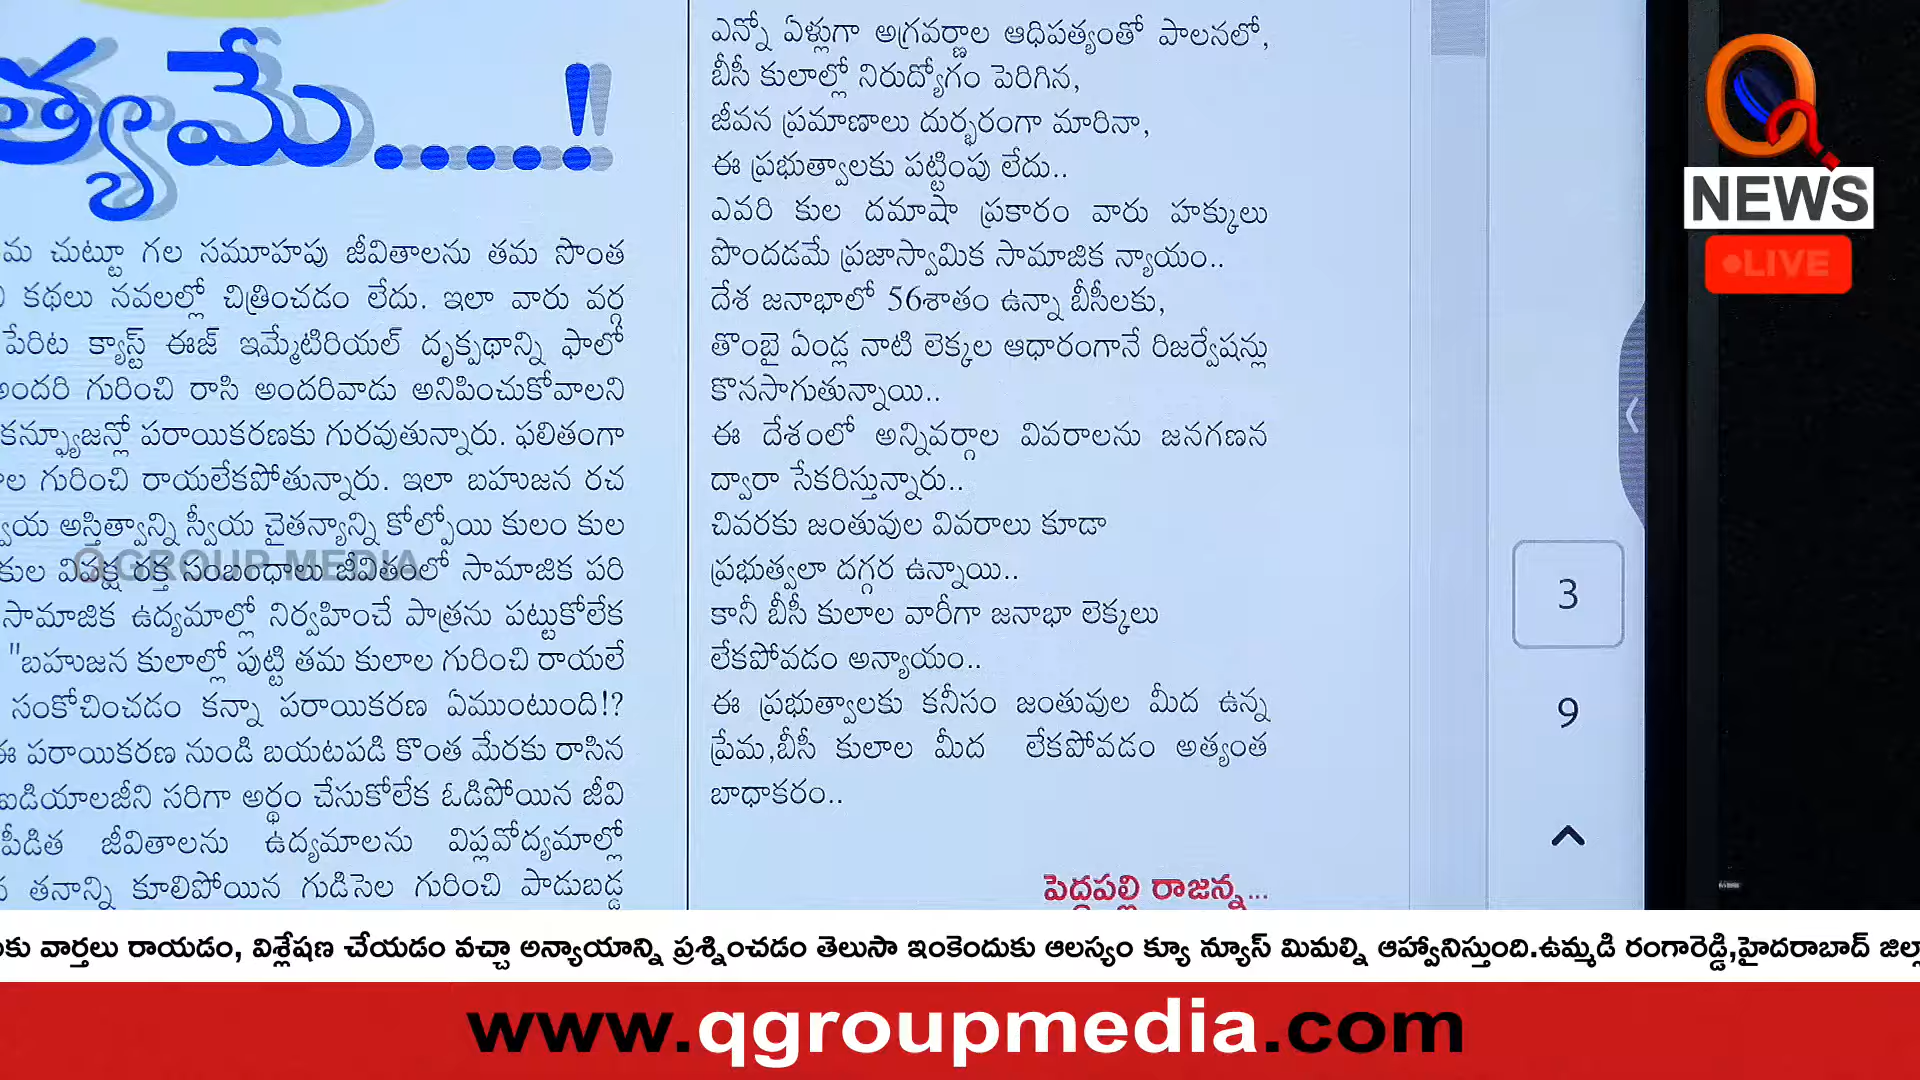 త్యమే......!
మ చుట్టూ గల సమూహపు జీవితాలను తమ సొంత
కథలు నవలల్లో చిత్రించడం లేదు. ఇలా వారు వర్గ
పేరిట క్యాస్ట్ ఈజ్ ఇమ్మేటిరియల్ దృక్పథాన్ని ఫాలో
అందరి గురించి రాసి అందరివాడు అనిపించుకోవాలని
కన్ఫ్యూజన్లో పరాయికరణకు గురవుతున్నారు. ఫలితంగా
ల గురించి రాయలేకపోతున్నారు. ఇలా బహుజన రచ
య అస్తిత్వాన్ని స్వీయ చైతన్యాన్ని కోల్పోయి కులం కుల
కుల విపక్ష రక్త సంబంధాలు జీవితంలో సామాజిక పరి
సామాజిక ఉద్యమాల్లో నిర్వహించే పాత్రను పట్టుకోలేక
"బహుజన కులాల్లో పుట్టి తమ కులాల గురించి రాయలే
సంకోచించడం కన్నా పరాయికరణ ఏముంటుంది!?
ఈ పరాయికరణ నుండి బయటపడి కొంత మేరకు రాసిన
ఐడియాలజీని సరిగా అర్థం చేసుకోలేక ఓడిపోయిన జీవి
పీడిత జీవితాలను ఉద్యమాలను విప్లవోద్యమాల్లో
తనాన్ని కూలిపోయిన గుడిసెల గురించి పాడుబడ్డ
QGROUP MEDIA
ఎన్నో ఏళ్లుగా అగ్రవర్ణాల ఆధిపత్యంతో పాలనలో,
బీసీ కులాల్లో నిరుద్యోగం పెరిగిన,
జీవన ప్రమాణాలు దుర్భరంగా మారినా,
ఈ ప్రభుత్వాలకు పట్టింపు లేదు..
ఎవరి కుల దమాషా ప్రకారం వారు హక్కులు
పొందడమే ప్రజాస్వామిక సామాజిక న్యాయం..
దేశ జనాభాలో 56శాతం ఉన్నా బీసీలకు,
తొంబై ఏండ్ల నాటి లెక్కల ఆధారంగానే రిజర్వేషన్లు
కొనసాగుతున్నాయి..
ఈ దేశంలో అన్నివర్గాల వివరాలను జనగణన
ద్వారా సేకరిస్తున్నారు..
చివరకు జంతువుల వివరాలు కూడా
ప్రభుత్వలా దగ్గర ఉన్నాయి..
కానీ బీసీ కులాల వారీగా జనాభా లెక్కలు
లేకపోవడం అన్యాయం..
ఈ ప్రభుత్వాలకు కనీసం జంతువుల మీద ఉన్న
ప్రేమ,బీసీ కులాల మీద లేకపోవడం అత్యంత
బాధాకరం..
పెద్దపల్లి రాజన్న...
3
9
Q
NEWS
LIVE
కు వార్తలు రాయడం, విశ్లేషణ చేయడం వచ్చా అన్యాయాన్ని ప్రశ్నించడం తెలుసా ఇంకెందుకు ఆలస్యం క్యూ న్యూస్ మిమల్ని ఆహ్వానిస్తుంది.ఉమ్మడి రంగారెడ్డి,హైదరాబాద్ జిల్లా
www.qgroupmedia.com